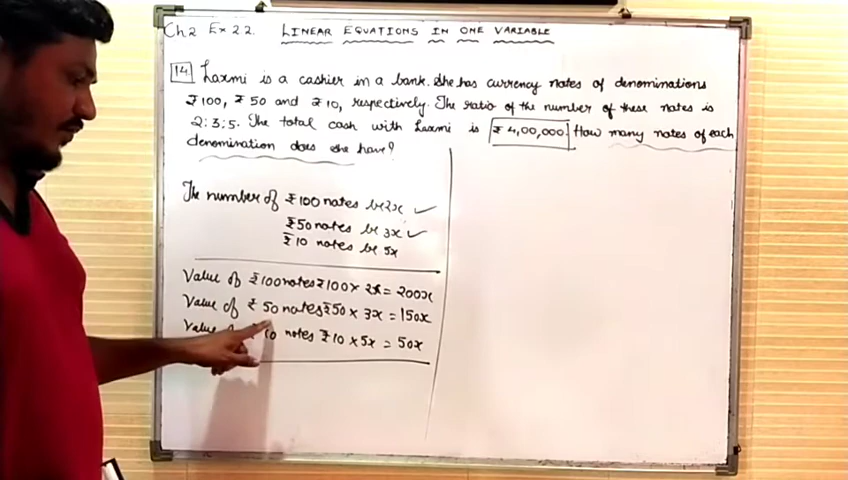 Ch2 Ex 2.2. LINEAR EQUATIONS IN ONE VARIABLE
14 Laxmi is a cashier in a bank. She has currency notes of denominations
₹100, ₹50 and ₹10, respectively. The ratio of the number of these notes is
2:3:5. The total cash with Laxmi is ₹4,00,000. How many notes of each
denomination does she have?
The number of ₹100 notes be 2x ✓
₹50 notes be 3x ✓
₹10 notes be 5x
Value of ₹100 notes ₹100 × 2x = 200x
Value of ₹50 notes ₹50 × 3x = 150x
Value 10 notes ₹10 × 5x = 50x